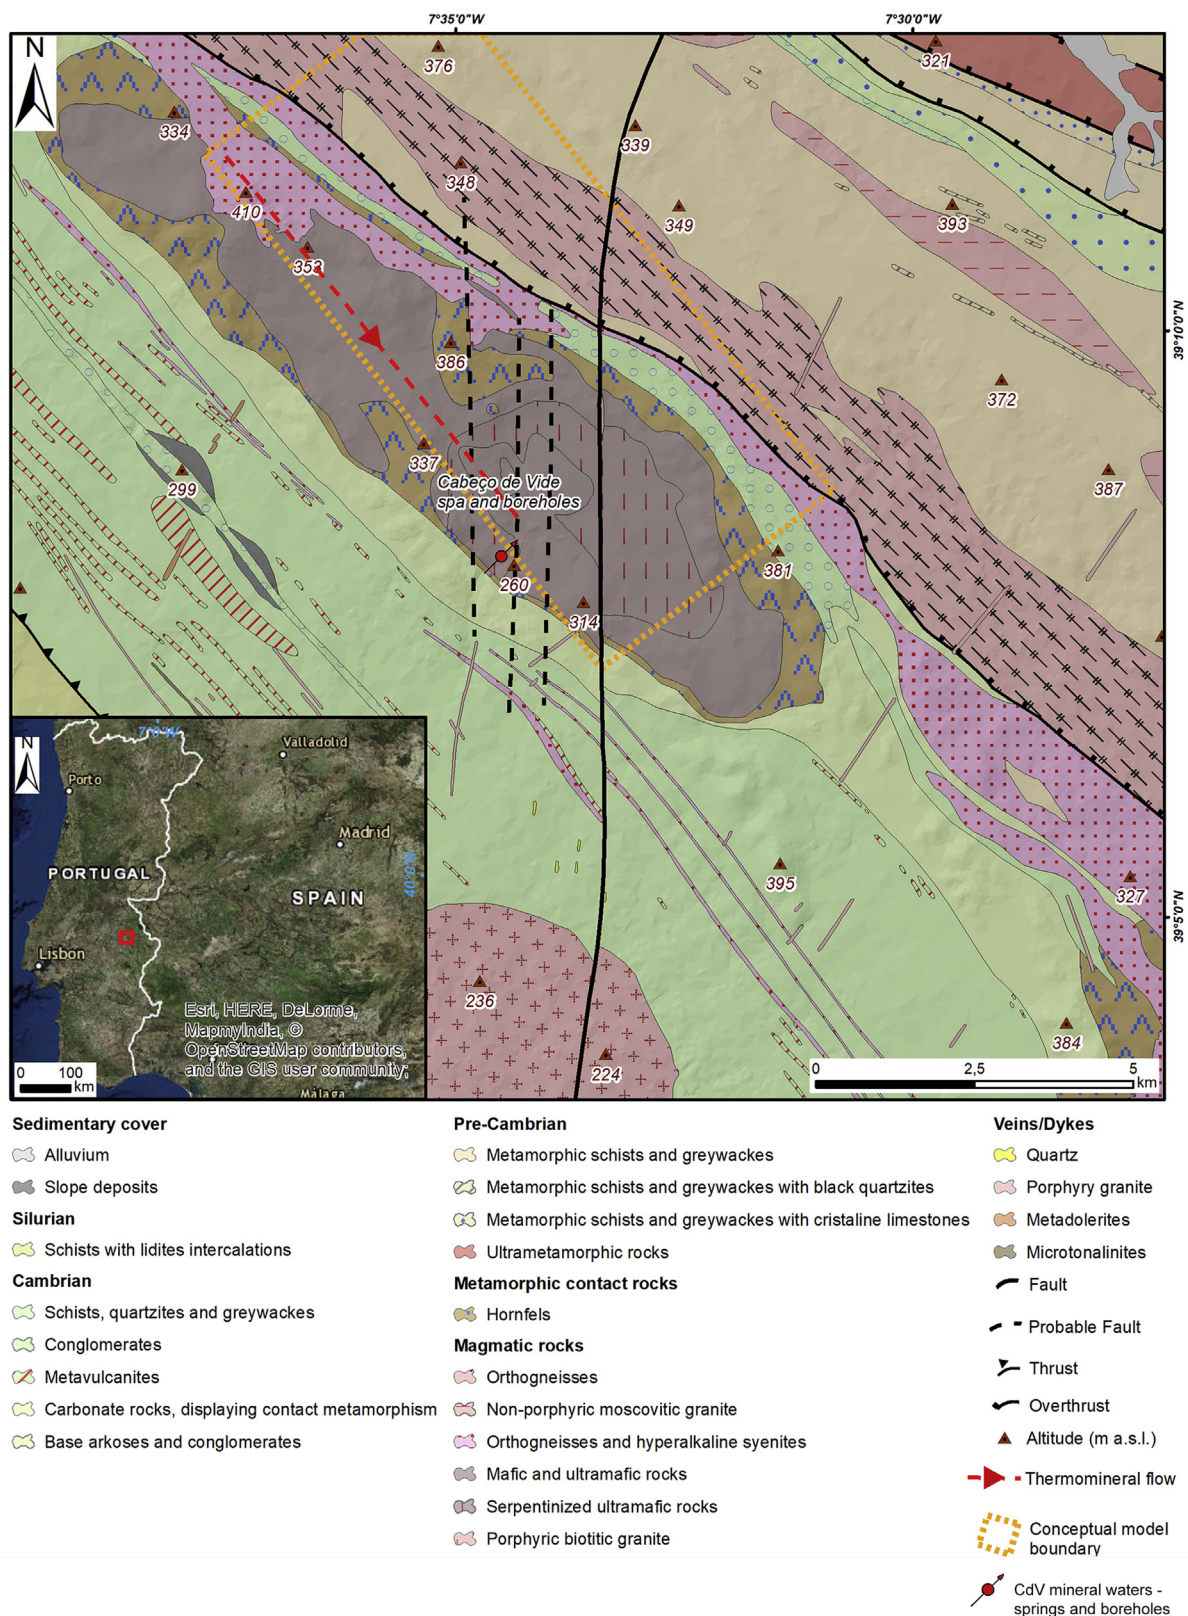 7°35'0"W
7°30'0"W
N
376
321
334
339
348
410
349
393
353
39°10'0"N
386
372
337
299
Cabeço de Vide
spa and boreholes
387
260
381
314
N
7°0'W
Valladolid
Porto
Madrid
PORTUGAL
40°0'N
SPAIN
395
327
39°5'0"N
Lisbon
236
Esri, HERE, DeLorme,
MapmyIndia, ©
OpenStreetMap contributors,
and the GIS user community;
384
224
0 100
km
Málaga
0 2,5 5
km
Sedimentary cover
Alluvium
Slope deposits
Silurian
Schists with lidites intercalations
Cambrian
Schists, quartzites and greywackes
Conglomerates
Metavulcanites
Carbonate rocks, displaying contact metamorphism
Base arkoses and conglomerates
Pre-Cambrian
Metamorphic schists and greywackes
Metamorphic schists and greywackes with black quartzites
Metamorphic schists and greywackes with cristaline limestones
Ultrametamorphic rocks
Metamorphic contact rocks
Hornfels
Magmatic rocks
Orthogneisses
Non-porphyric moscovitic granite
Orthogneisses and hyperalkaline syenites
Mafic and ultramafic rocks
Serpentinized ultramafic rocks
Porphyric biotitic granite
Veins/Dykes
Quartz
Porphyry granite
Metadolerites
Microtonalinites
Fault
Probable Fault
Thrust
Overthrust
Altitude (m a.s.l.)
Thermomineral flow
Conceptual model
boundary
CdV mineral waters -
springs and boreholes